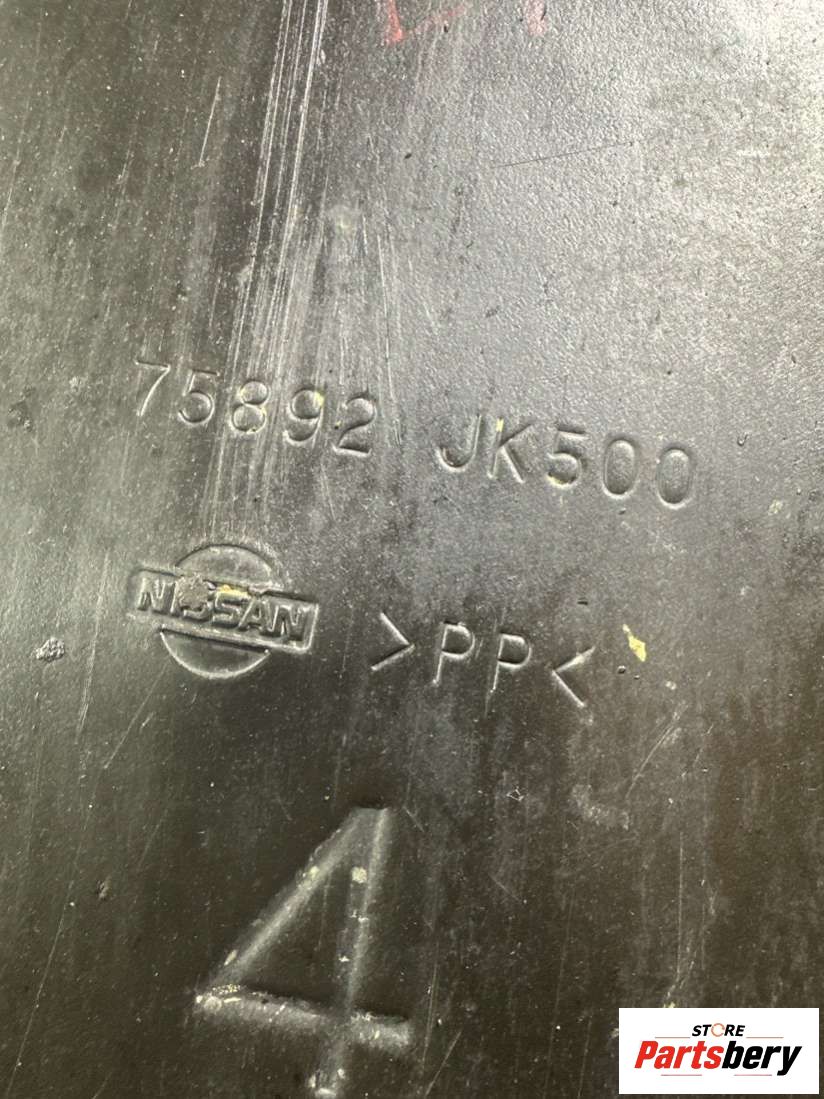 75892 JK500
NISSAN
>PP<
4
STORE
Partsbery